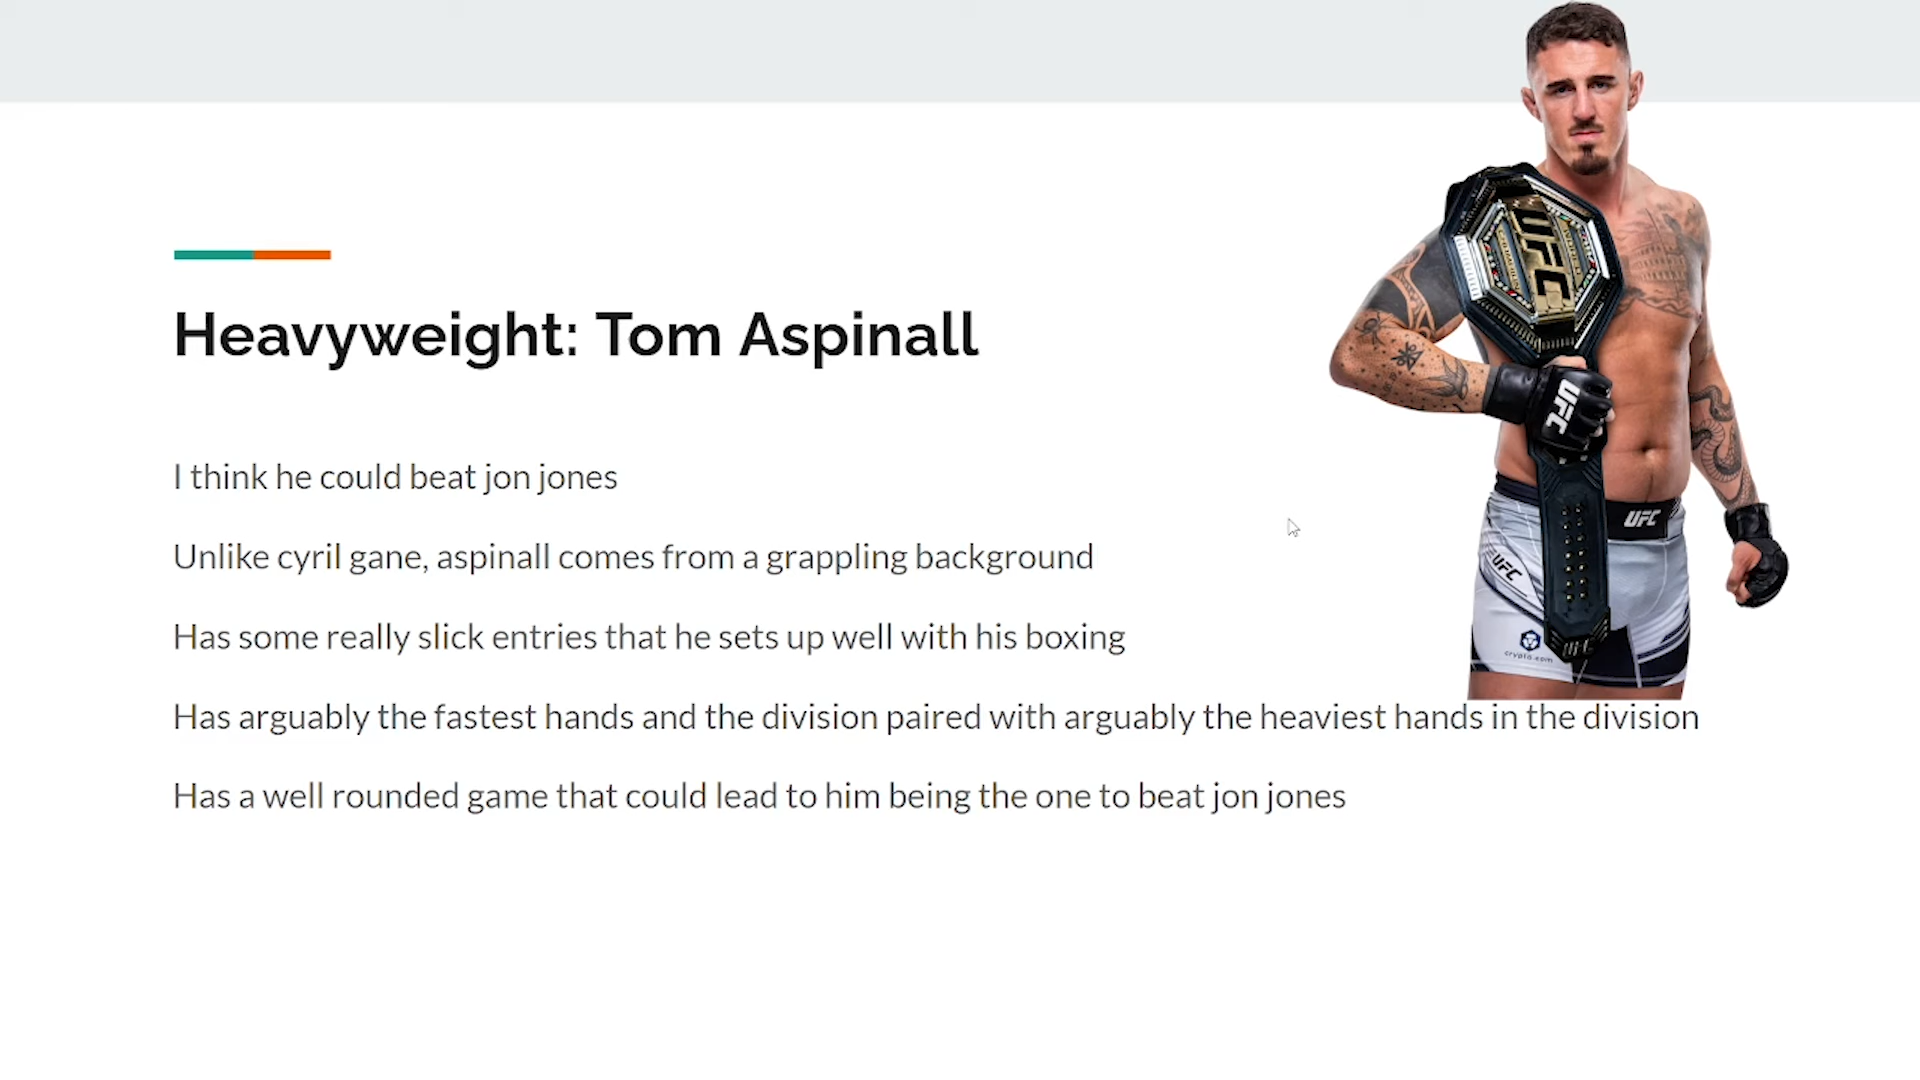 Heavyweight: Tom Aspinall
I think he could beat jon jones
Unlike cyril gane, aspinall comes from a grappling background
Has some really slick entries that he sets up well with his boxing
Has arguably the fastest hands and the division paired with arguably the heaviest hands in the division
Has a well rounded game that could lead to him being the one to beat jon jones
UFC
UFC
UFC
UFC
crypto.com